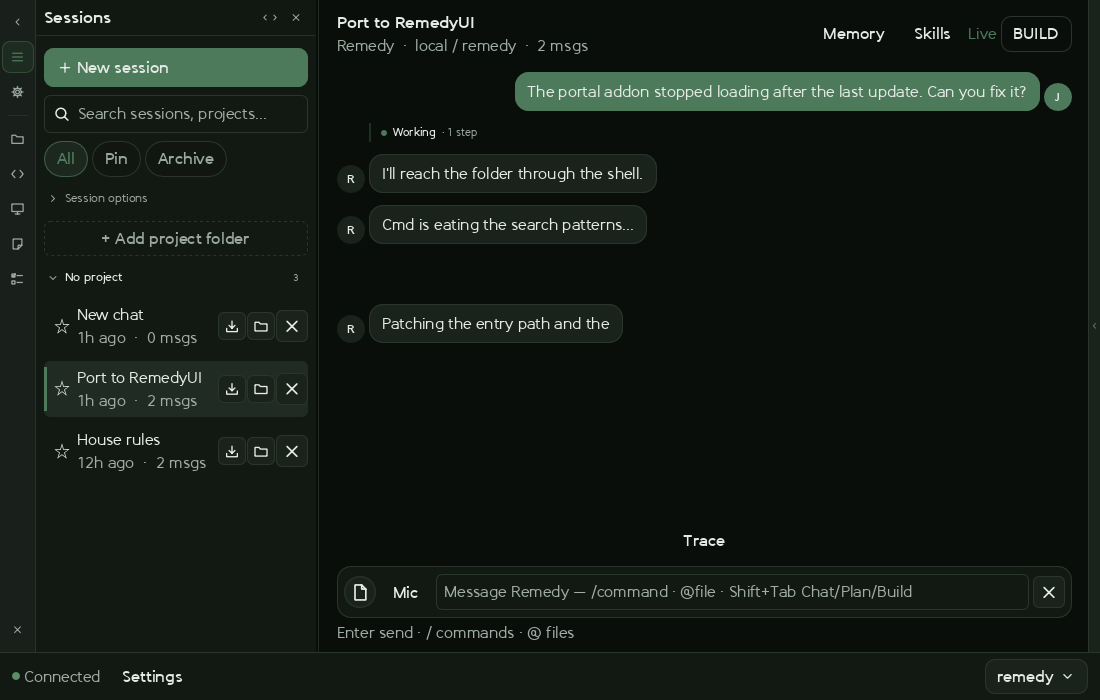 Sessions
+ New session
Search sessions, projects...
All
Pin
Archive
Session options
+ Add project folder
No project
3
New chat
1h ago · 0 msgs
Port to RemedyUI
1h ago · 2 msgs
House rules
12h ago · 2 msgs
Port to RemedyUI
Remedy · local / remedy · 2 msgs
Memory
Skills
Live
BUILD
The portal addon stopped loading after the last update. Can you fix it?
J
Working · 1 step
R
I'll reach the folder through the shell.
R
Cmd is eating the search patterns...
R
Patching the entry path and the
Trace
Mic
Message Remedy — /command · @file · Shift+Tab Chat/Plan/Build
Enter send · / commands · @ files
Connected
Settings
remedy